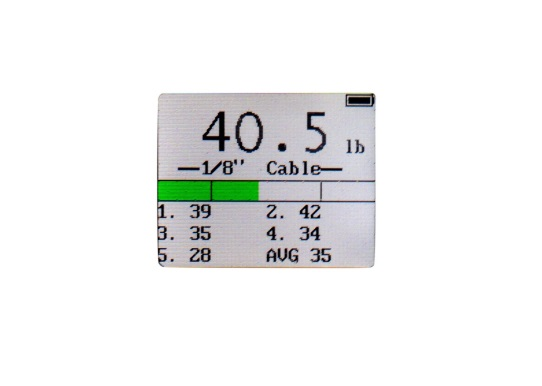 40.5 lb
—1/8" Cable—
1. 39 2. 42
3. 35 4. 34
5. 28 AVG 35